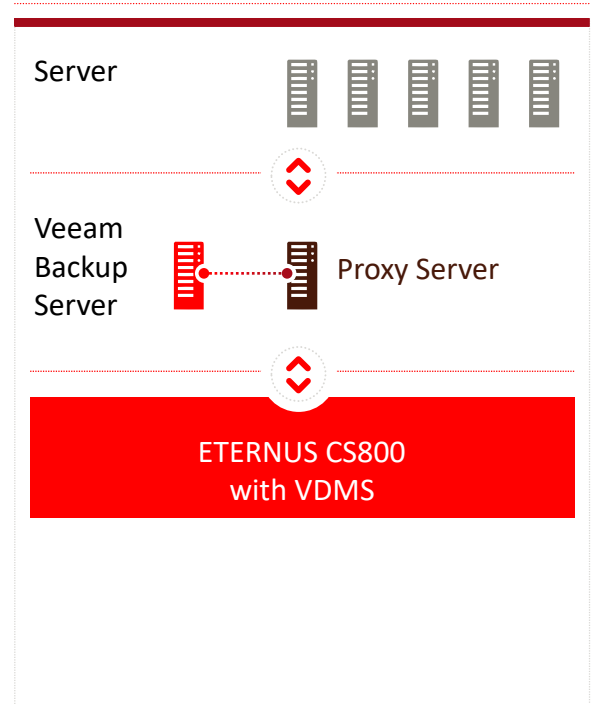 Server
Veeam
Backup
Server
Proxy Server
ETERNUS CS800
with VDMS